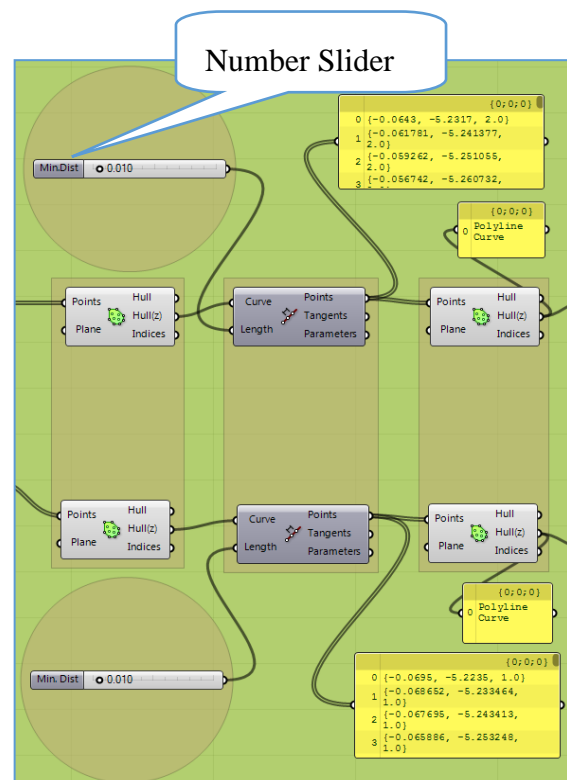 Number Slider
{0;0;0}
0 {-0.0643, -5.2317, 2.0}
1 {-0.061781, -5.241377,
2.0}
2 {-0.059262, -5.251055,
2.0}
3 {-0.056742, -5.260732,
Min.Dist 0.010
{0;0;0}
0 Polyline
Curve
Points
Plane
Hull
Hull(z)
Indices
Curve
Length
Points
Tangents
Parameters
Points
Plane
Hull
Hull(z)
Indices
Points
Plane
Hull
Hull(z)
Indices
Curve
Length
Points
Tangents
Parameters
Points
Plane
Hull
Hull(z)
Indices
{0;0;0}
0 Polyline
Curve
Min. Dist 0.010
{0;0;0}
0 {-0.0695, -5.2235, 1.0}
1 {-0.068652, -5.233464,
1.0}
2 {-0.067695, -5.243413,
1.0}
3 {-0.065886, -5.253248,
1.0}